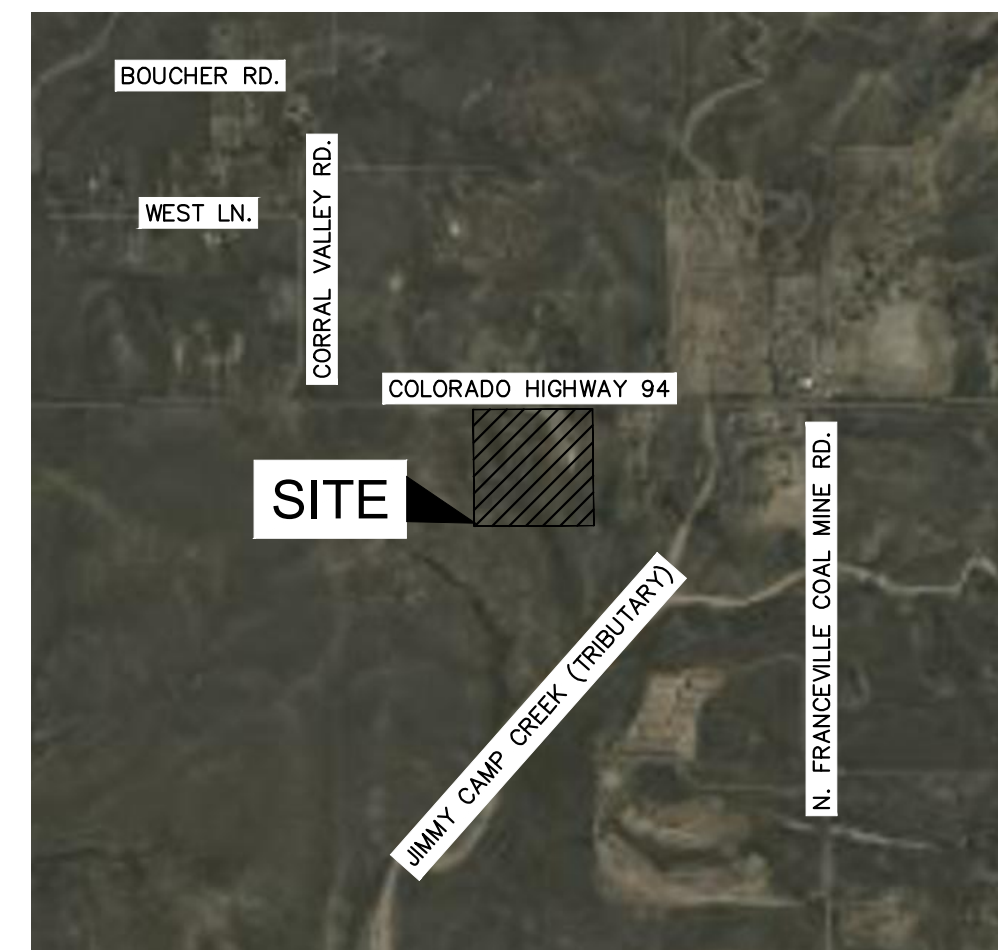 BOUCHER RD.
CORRAL VALLEY RD.
WEST LN.
COLORADO HIGHWAY 94
SITE
N. FRANCEVILLE COAL MINE RD.
JIMMY CAMP CREEK (TRIBUTARY)